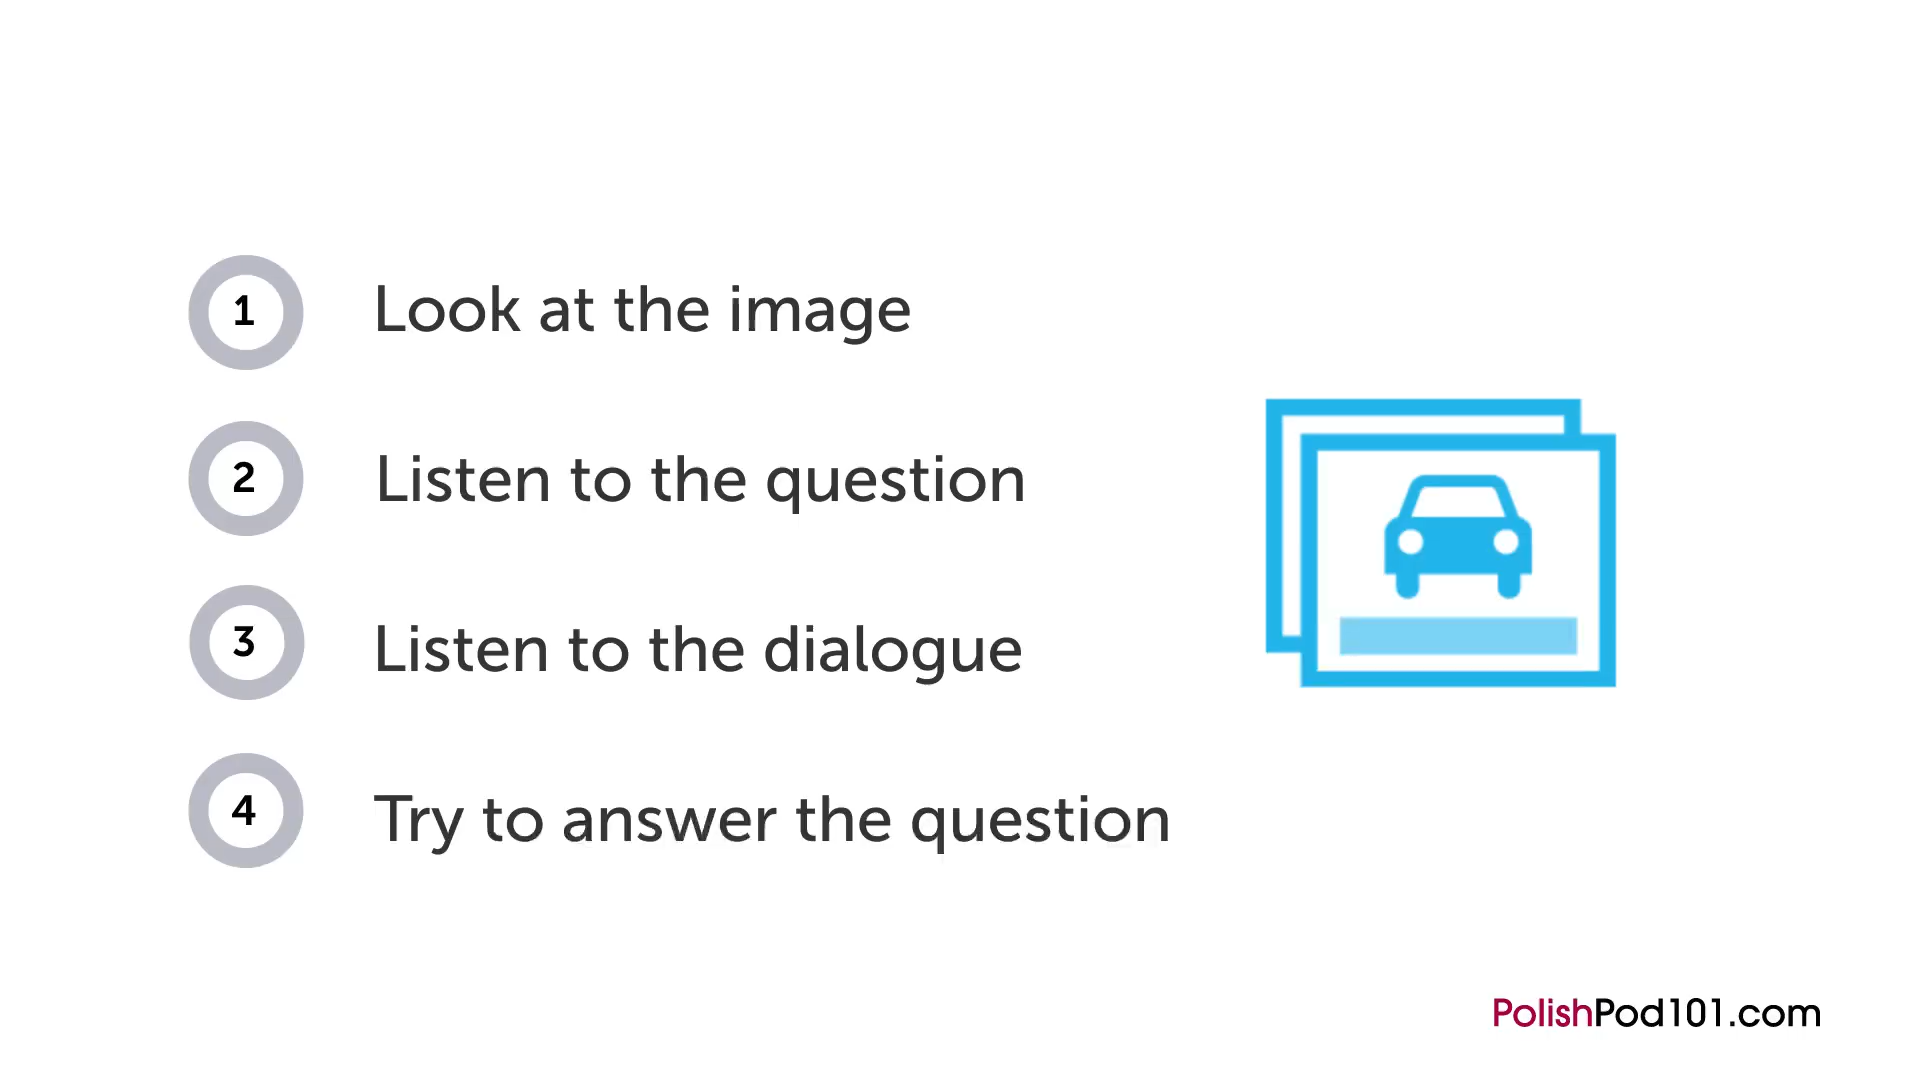 1 Look at the image
2 Listen to the question
3 Listen to the dialogue
4 Try to answer the question
PolishPod101.com